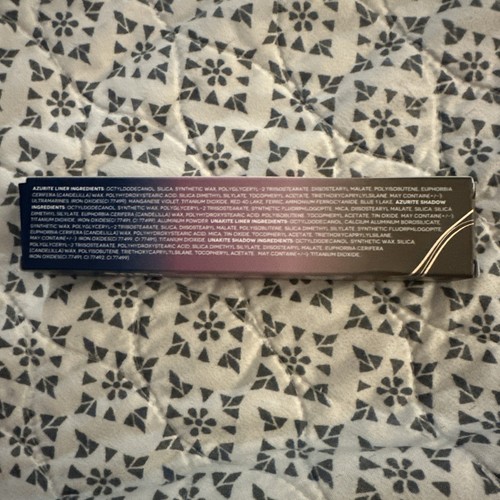 AZURITE LINER INGREDIENTS: OCTYLDODECANOL, SILICA, SYNTHETIC WAX, POLYGLYCERYL-2 TRIISOSTEARATE, DIISOSTEARYL MALATE, POLYISOBUTENE, EUPHORBIA
CERIFERA (CANDELILLA) WAX, POLYHYDROXYSTEARIC ACID, SILICA DIMETHYL SILYLATE, TOCOPHERYL ACETATE, TRIETHOXYCAPRYLYLSILANE. MAY CONTAIN(+/-):
ULTRAMARINES, IRON OXIDES(CI 77499), MANGANESE VIOLET, TITANIUM DIOXIDE, RED 40 LAKE, FERRIC AMMONIUM FERROCYANIDE, BLUE 1 LAKE. AZURITE SHADOW
INGREDIENTS: OCTYLDODECANOL, SYNTHETIC WAX, POLYGLYCERYL-2 TRIISOSTEARATE, SYNTHETIC FLUORPHLOGOPITE, MICA, DIISOSTEARYL MALATE, SILICA, SILICA
DIMETHYL SILYLATE, EUPHORBIA CERIFERA (CANDELILLA) WAX, POLYHYDROXYSTEARIC ACID, POLYISOBUTENE, TOCOPHERYL ACETATE, TIN OXIDE. MAY CONTAIN(+/-):
TITANIUM DIOXIDE, IRON OXIDES(CI 77491, CI 77499), ALUMINUM POWDER. UNAKITE LINER INGREDIENTS: OCTYLDODECANOL, CALCIUM ALUMINUM BOROSILICATE,
SYNTHETIC WAX, POLYGLYCERYL-2 TRIISOSTEARATE, DIISOSTEARYL MALATE, POLYISOBUTENE, SILICA DIMETHYL SILYLATE, SYNTHETIC FLUORPHLOGOPITE,
EUPHORBIA CERIFERA (CANDELILLA) WAX, POLYHYDROXYSTEARIC ACID, MICA, TIN OXIDE, TOCOPHERYL ACETATE, TRIETHOXYCAPRYLYLSILANE.
MAY CONTAIN(+/-): IRON OXIDES(CI 77491, CI 77499), TITANIUM DIOXIDE. UNAKITE SHADOW INGREDIENTS: OCTYLDODECANOL, SYNTHETIC WAX, SILICA,
POLYGLYCERYL-2 TRIISOSTEARATE, POLYHYDROXYSTEARIC ACID, SILICA DIMETHYL SILYLATE, DIISOSTEARYL MALATE, EUPHORBIA CERIFERA
(CANDELILLA) WAX, POLYISOBUTENE, TRIETHOXYCAPRYLYLSILANE, TOCOPHERYL ACETATE. MAY CONTAIN(+/-): TITANIUM DIOXIDE,
IRON OXIDES(CI 77491, CI 77492, CI 77499)